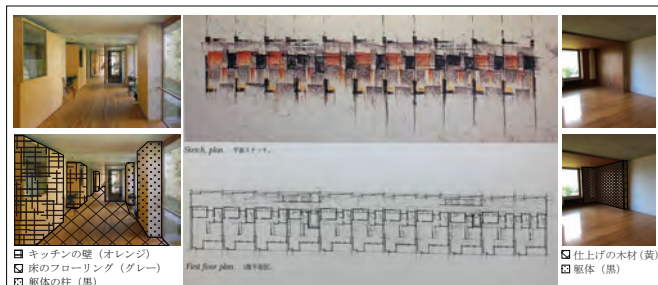 Sketch, plan. 平面スケッチ。
First floor plan. 1階平面図。
キッチンの壁（オレンジ）
床のフローリング（グレー）
躯体の柱（黒）
仕上げの木材（黄）
躯体（黒）